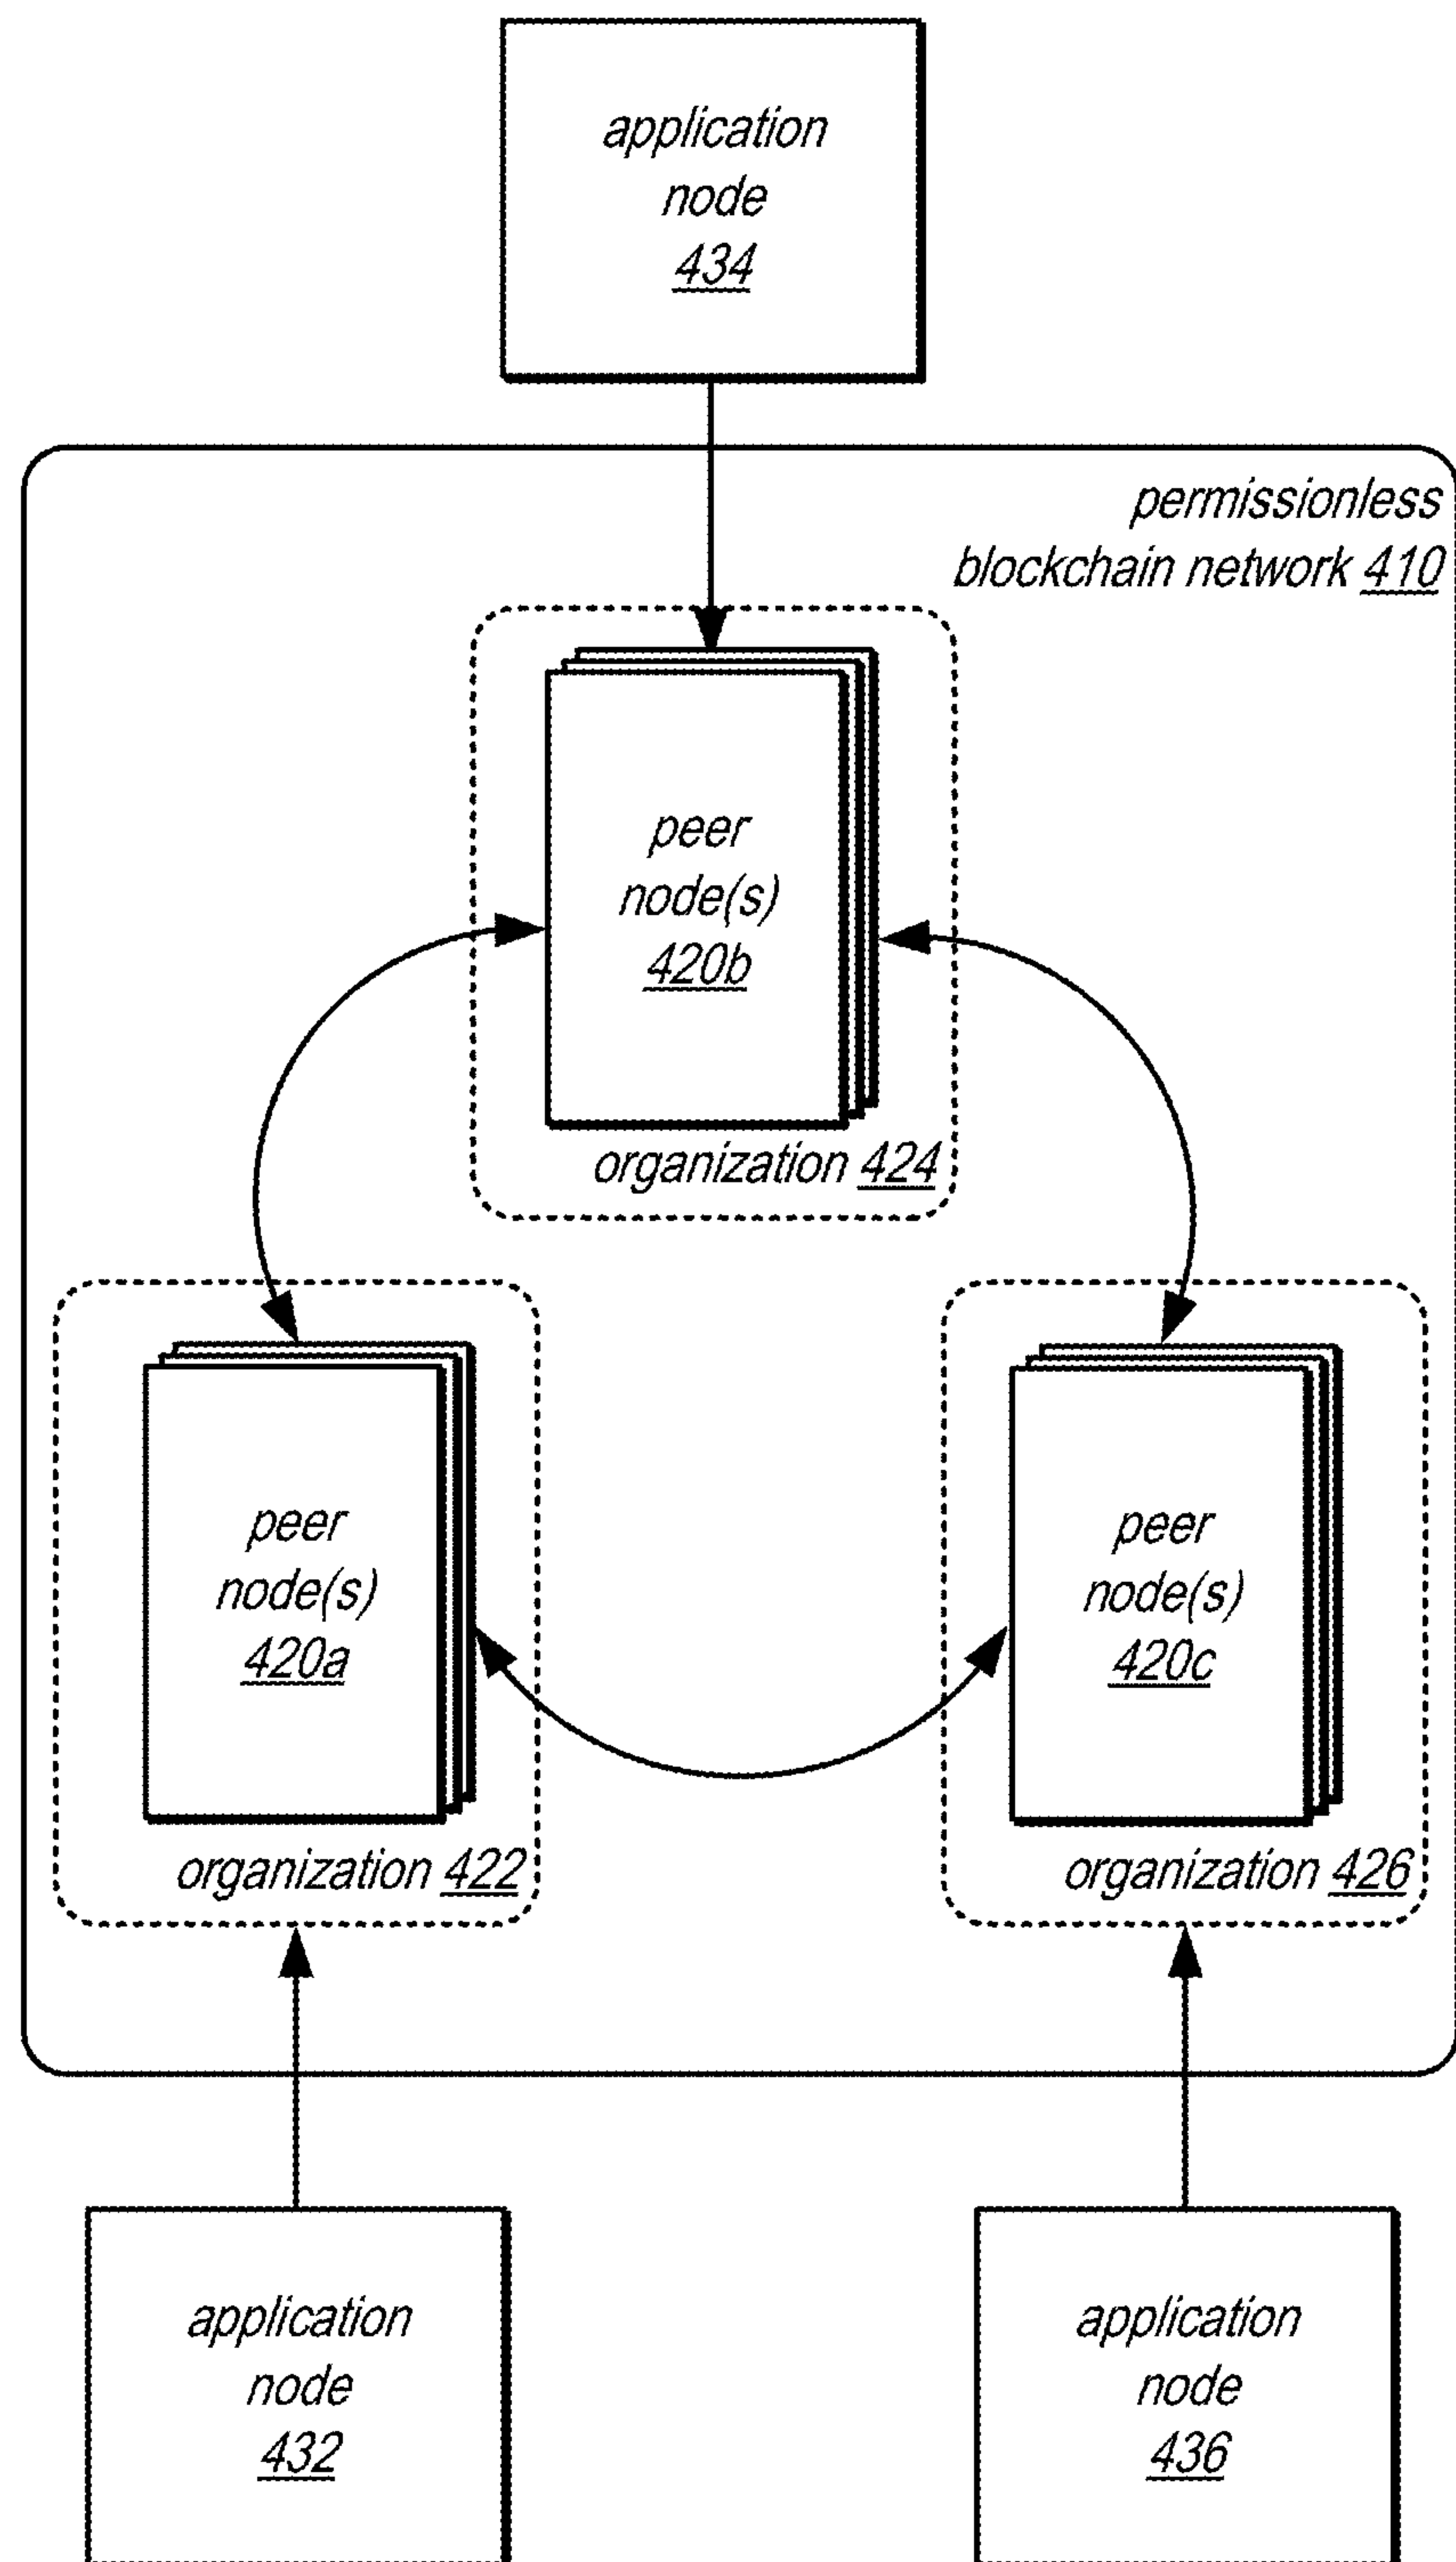 application
node
434
permissionless
blockchain network 410
peer
node(s)
420b
organization 424
peer
node(s)
420a
organization 422
peer
node(s)
420c
organization 426
application
node
432
application
node
436